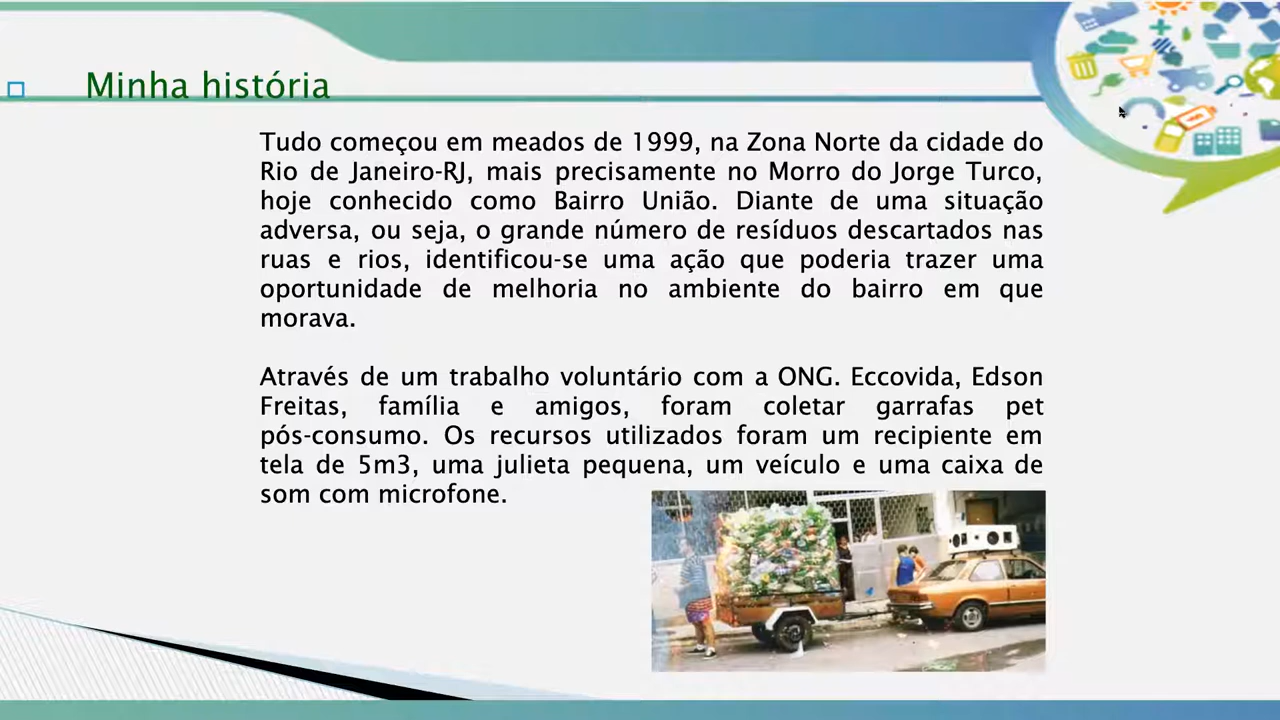 Minha história
Tudo começou em meados de 1999, na Zona Norte da cidade do
Rio de Janeiro-RJ, mais precisamente no Morro do Jorge Turco,
hoje conhecido como Bairro União. Diante de uma situação
adversa, ou seja, o grande número de resíduos descartados nas
ruas e rios, identificou-se uma ação que poderia trazer uma
oportunidade de melhoria no ambiente do bairro em que
morava.
Através de um trabalho voluntário com a ONG. Eccovida, Edson
Freitas, família e amigos, foram coletar garrafas pet
pós-consumo. Os recursos utilizados foram um recipiente em
tela de 5m3, uma julieta pequena, um veículo e uma caixa de
som com microfone.